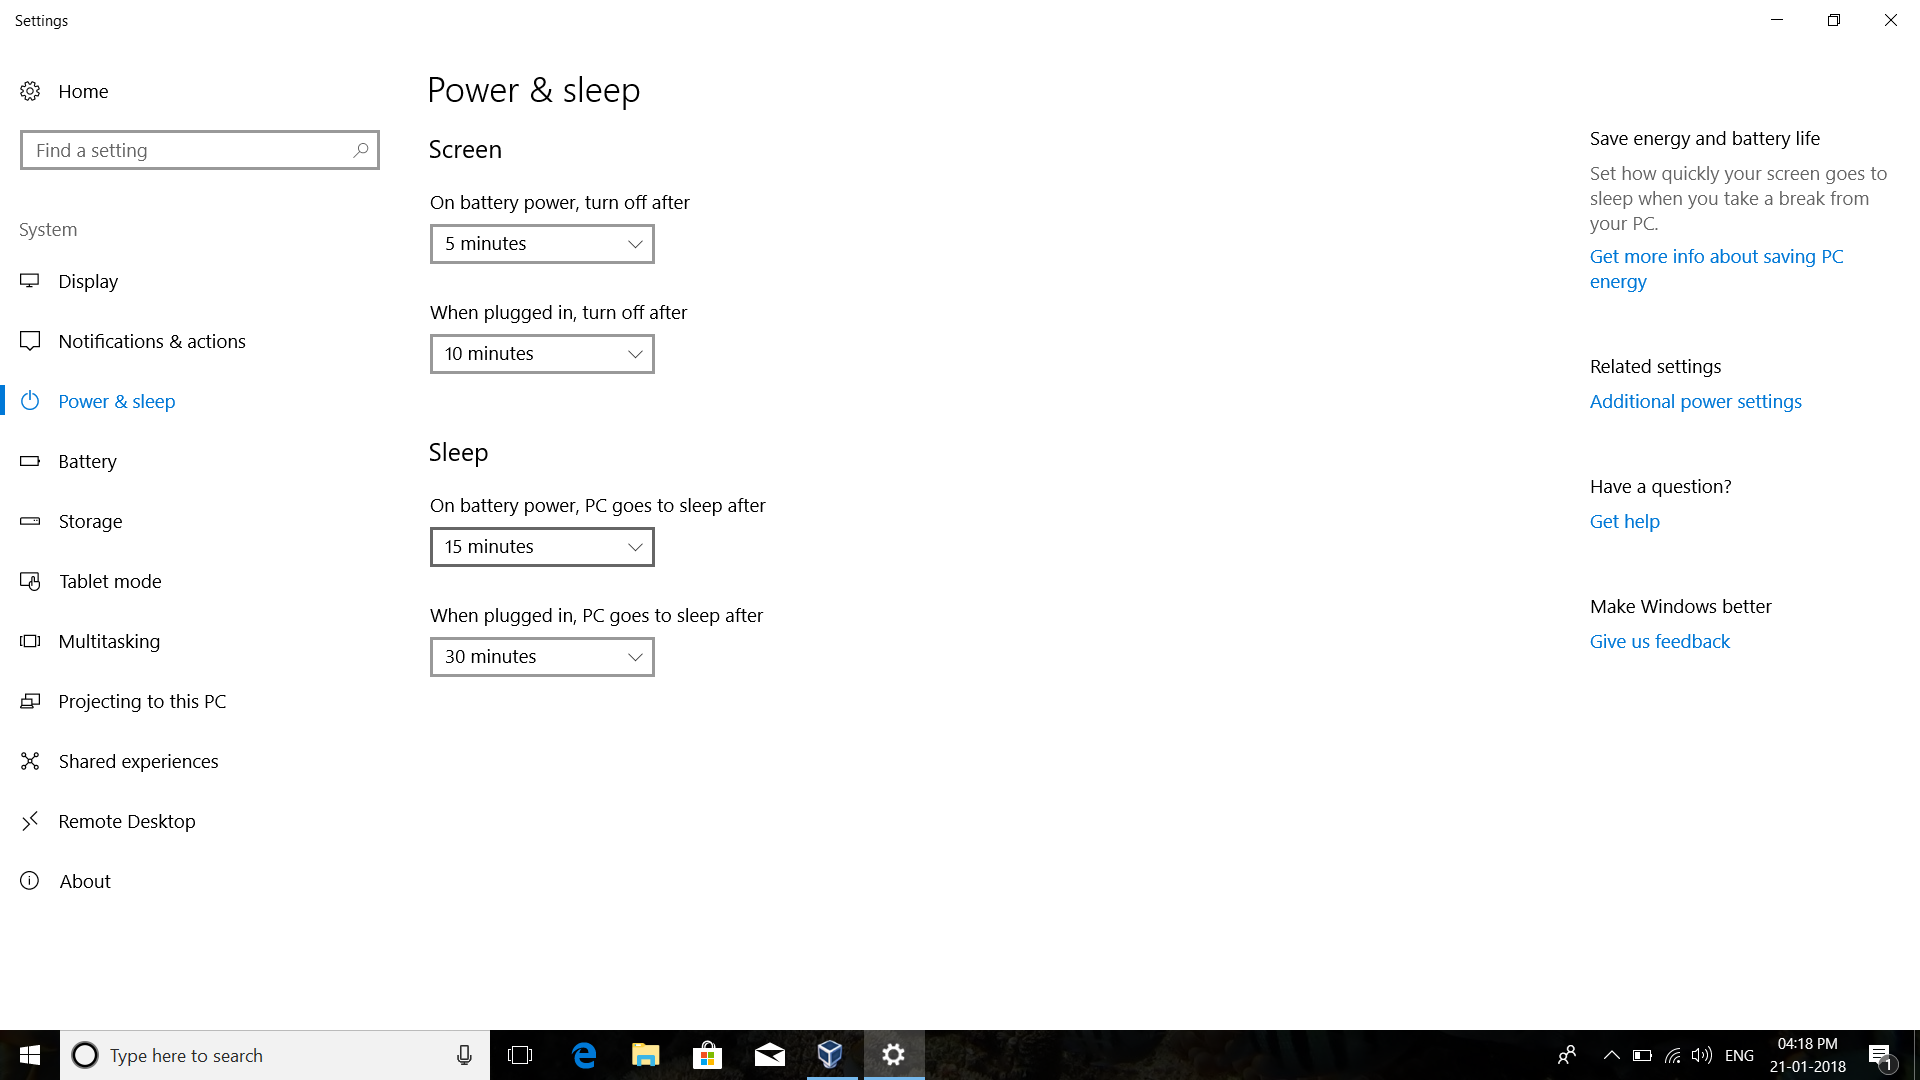 Settings
Home
Find a setting
System
Display
Notifications & actions
Power & sleep
Battery
Storage
Tablet mode
Multitasking
Projecting to this PC
Shared experiences
Remote Desktop
About
Power & sleep
Screen
On battery power, turn off after
5 minutes
When plugged in, turn off after
10 minutes
Sleep
On battery power, PC goes to sleep after
15 minutes
When plugged in, PC goes to sleep after
30 minutes
Save energy and battery life
Set how quickly your screen goes to
sleep when you take a break from
your PC.
Get more info about saving PC
energy
Related settings
Additional power settings
Have a question?
Get help
Make Windows better
Give us feedback
Type here to search
ENG
04:18 PM
21-01-2018
1